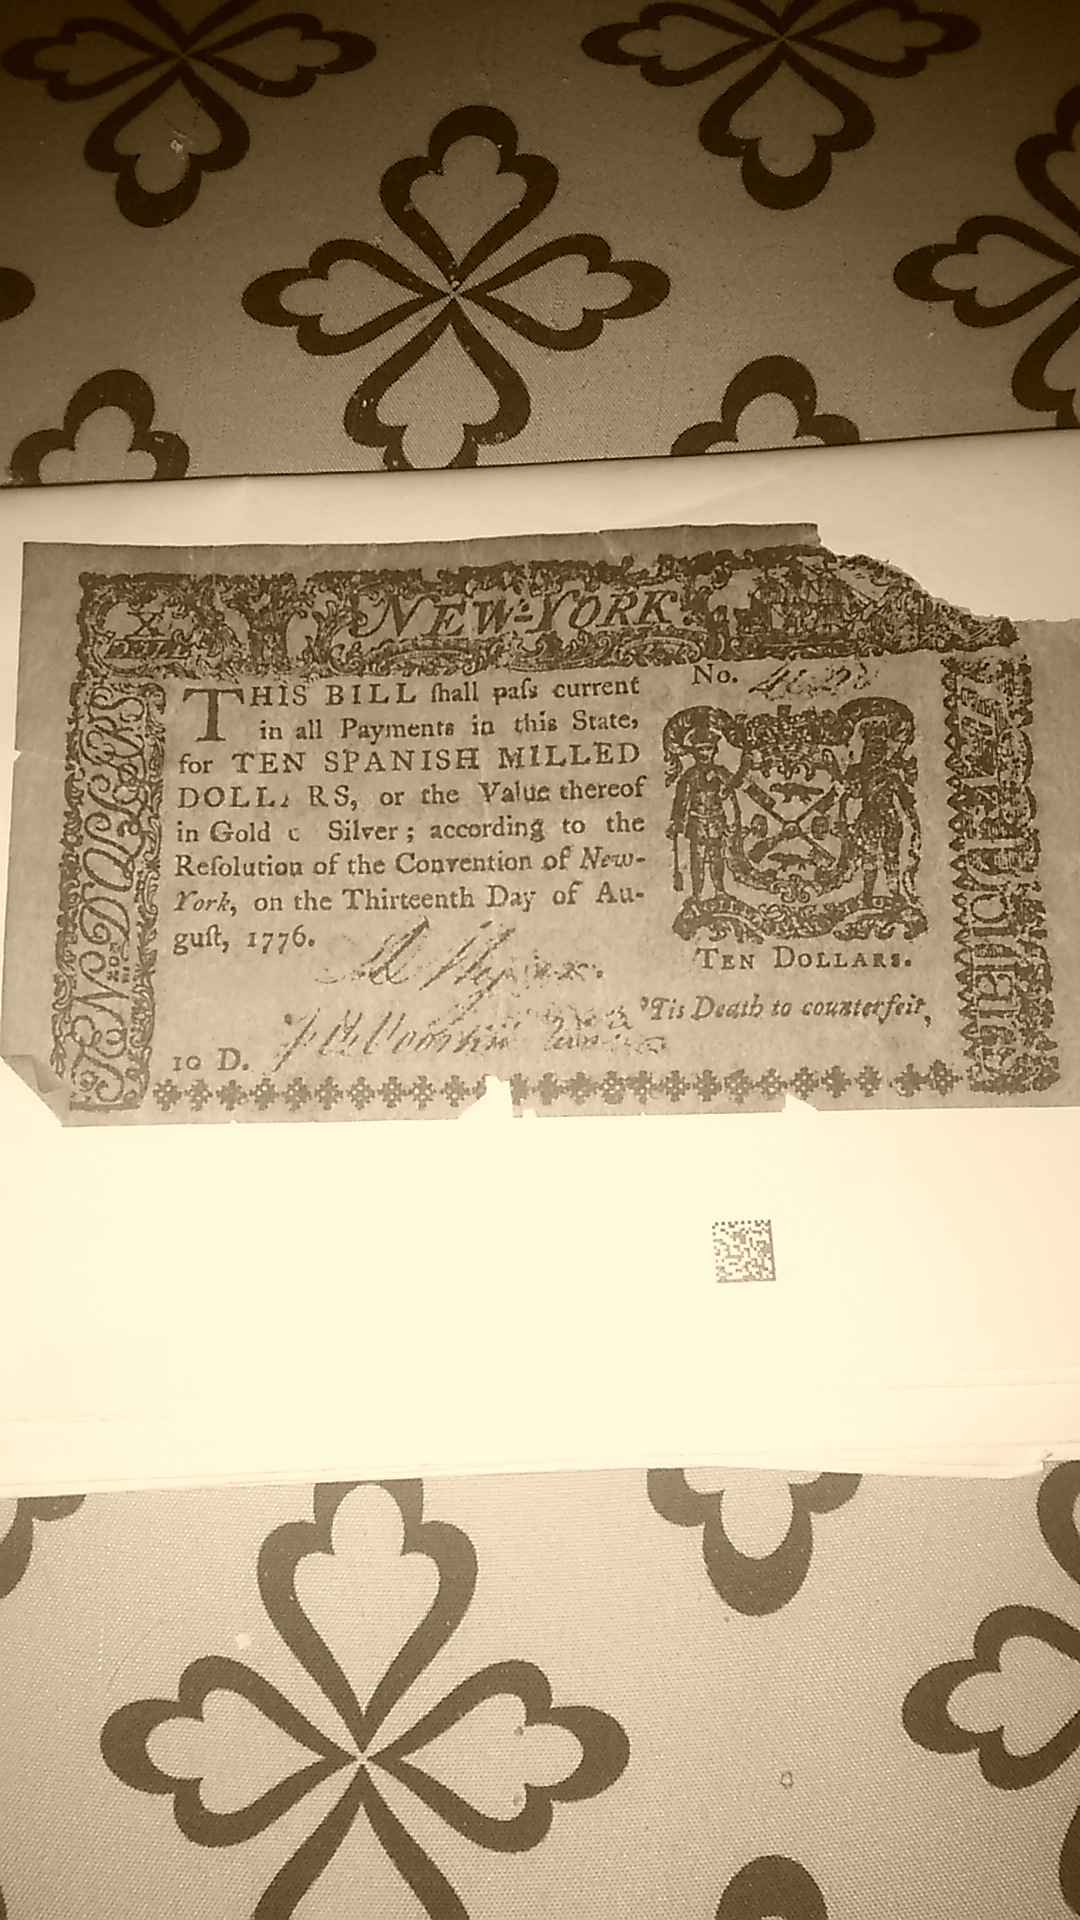 X
NEW-YORK
No.
THIS BILL ſhall paſs current
in all Payments in this State,
for TEN SPANISH MILLED
DOLL RS, or the Value thereof
in Gold Silver; according to the
Reſolution of the Convention of New-
York, on the Thirteenth Day of Au-
guſt, 1776.
TEN DOLLARS.
'Tis Death to counterfeit,
10 D.